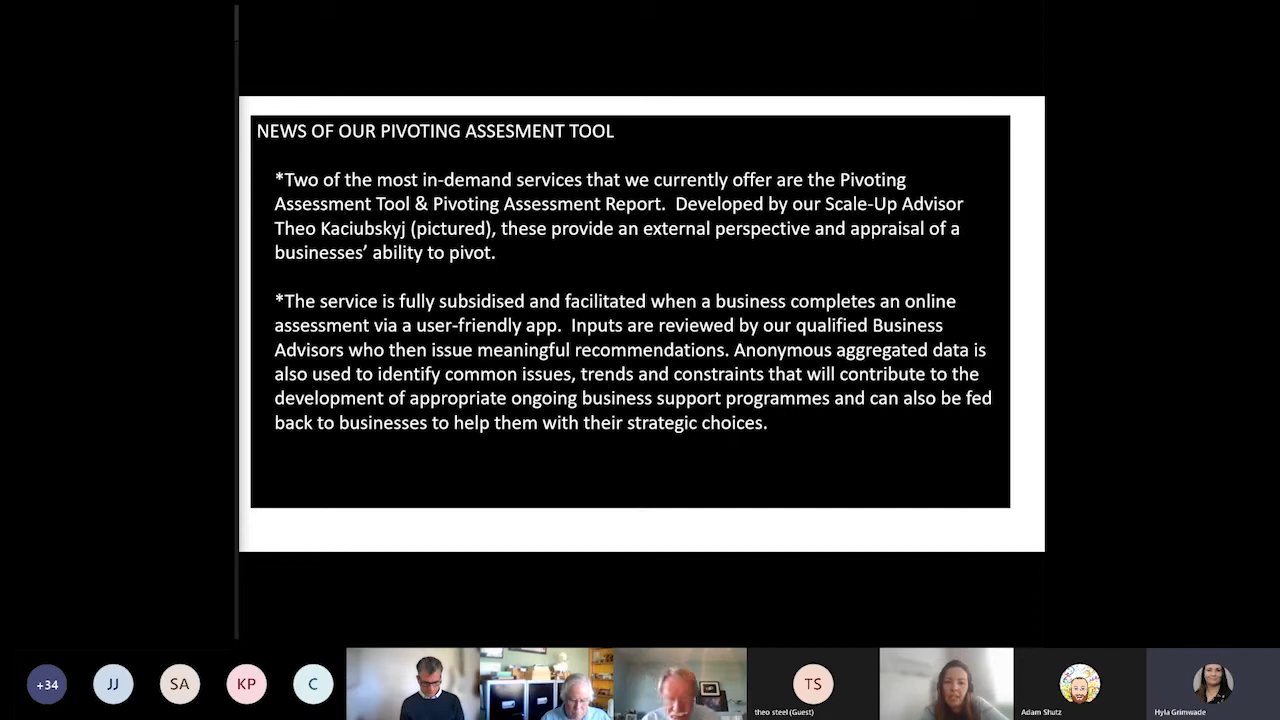 NEWS OF OUR PIVOTING ASSESMENT TOOL
*Two of the most in-demand services that we currently offer are the Pivoting
Assessment Tool & Pivoting Assessment Report.  Developed by our Scale-Up Advisor
Theo Kaciubskyj (pictured), these provide an external perspective and appraisal of a
businesses’ ability to pivot.
*The service is fully subsidised and facilitated when a business completes an online
assessment via a user-friendly app.  Inputs are reviewed by our qualified Business
Advisors who then issue meaningful recommendations. Anonymous aggregated data is
also used to identify common issues, trends and constraints that will contribute to the
development of appropriate ongoing business support programmes and can also be fed
back to businesses to help them with their strategic choices.
+34
JJ
SA
KP
C
TS
theo steel (Guest)
Adam Shutz
Hyla Grimwade